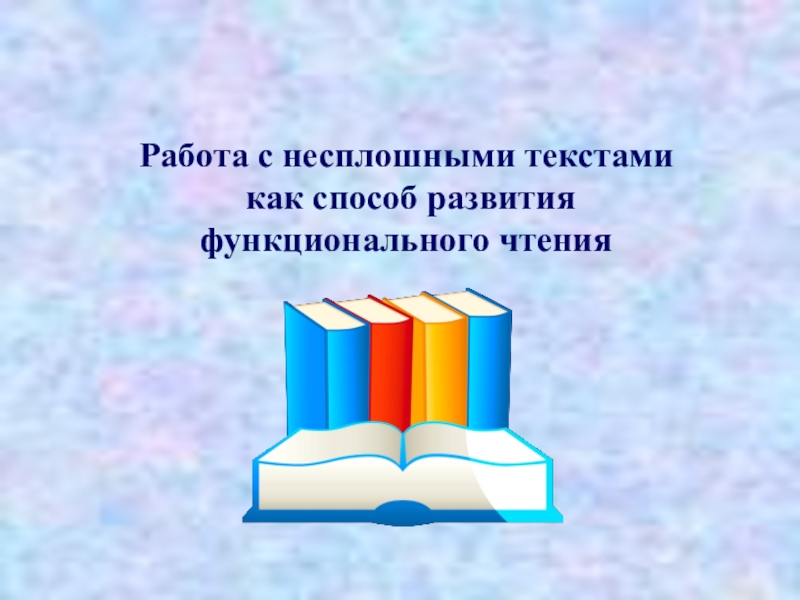 Работа с несплошными текстами
как способ развития
функционального чтения